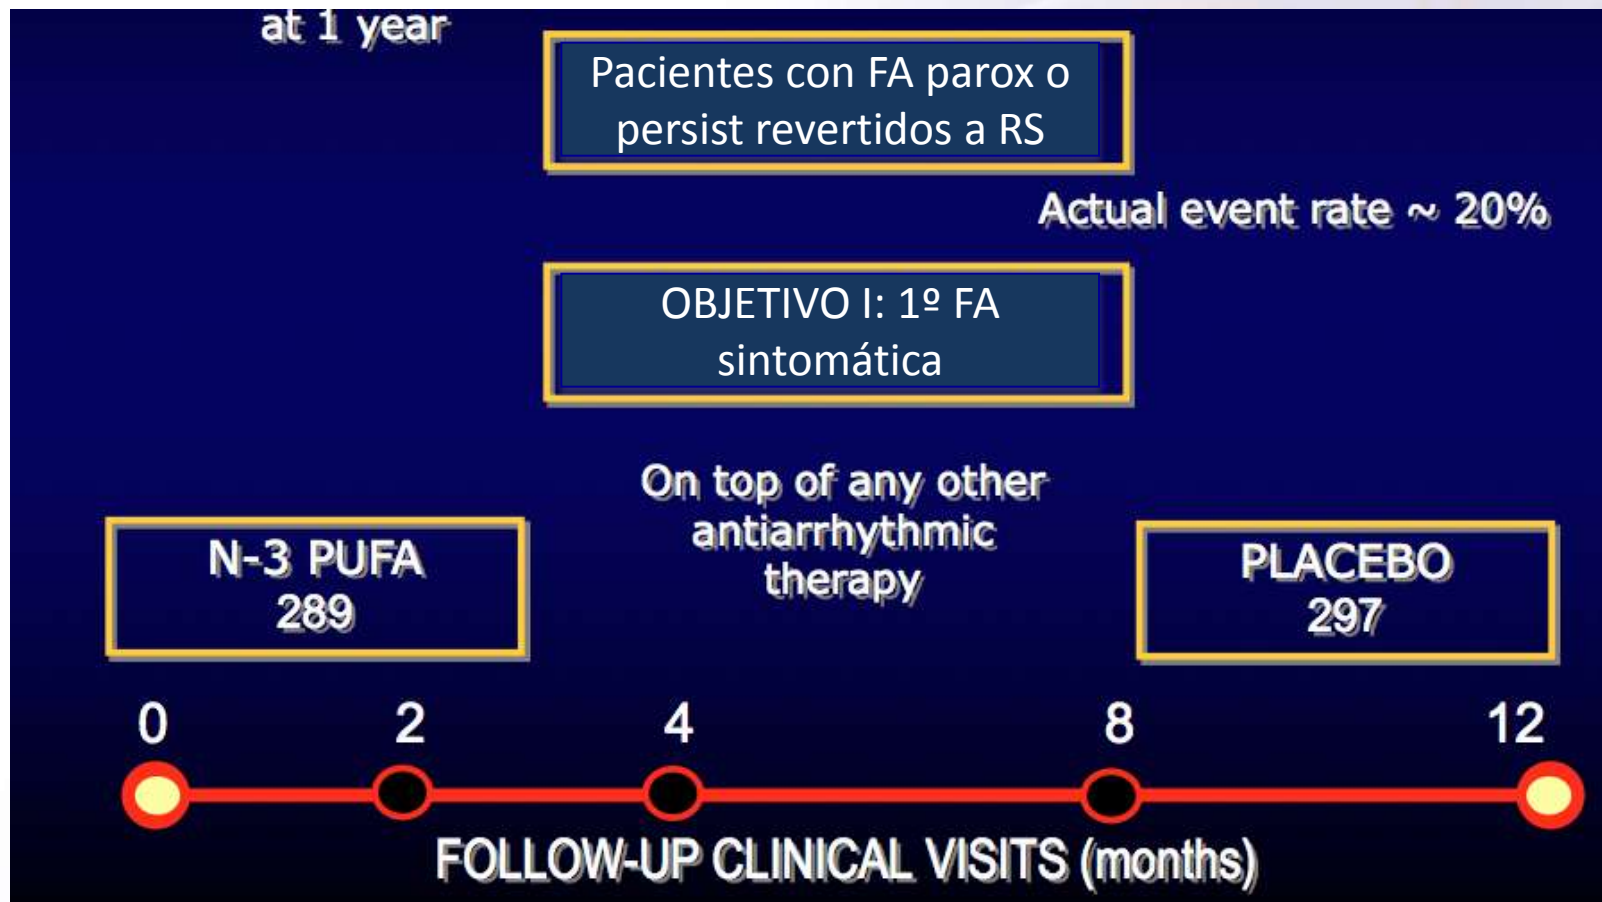 at 1 year
Pacientes con FA parox o
persist revertidos a RS
Actual event rate ~ 20%
OBJETIVO I: 1º FA
sintomática
On top of any other
antiarrhythmic
therapy
N-3 PUFA
289
PLACEBO
297
0 2 4 8 12
FOLLOW-UP CLINICAL VISITS (months)